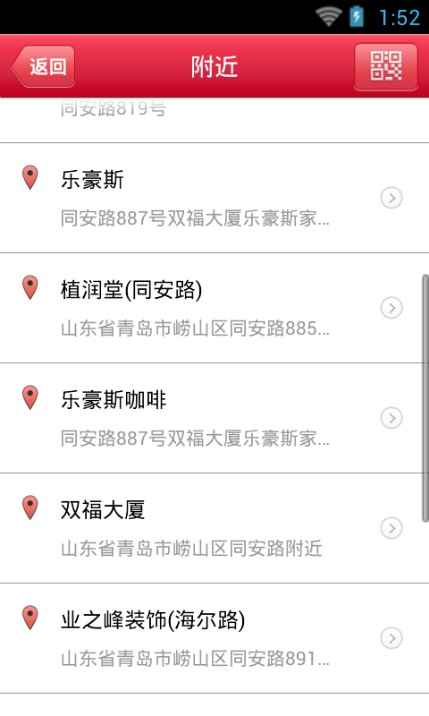 1:52
返回
附近
同安路819号
乐豪斯
同安路887号双福大厦乐豪斯家...
植润堂(同安路)
山东省青岛市崂山区同安路885...
乐豪斯咖啡
同安路887号双福大厦乐豪斯家...
双福大厦
山东省青岛市崂山区同安路附近
业之峰装饰(海尔路)
山东省青岛市崂山区同安路891...